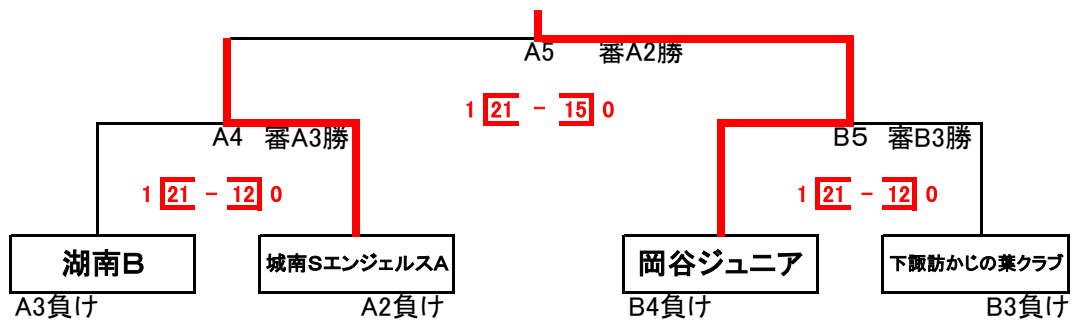 A5 審A2勝
1 21 - 15 0
A4 審A3勝
B5 審B3勝
1 21 - 12 0
1 21 - 12 0
湖南B
城南SエンジェルスA
岡谷ジュニア
下諏訪かじの葉クラブ
A3負け
A2負け
B4負け
B3負け